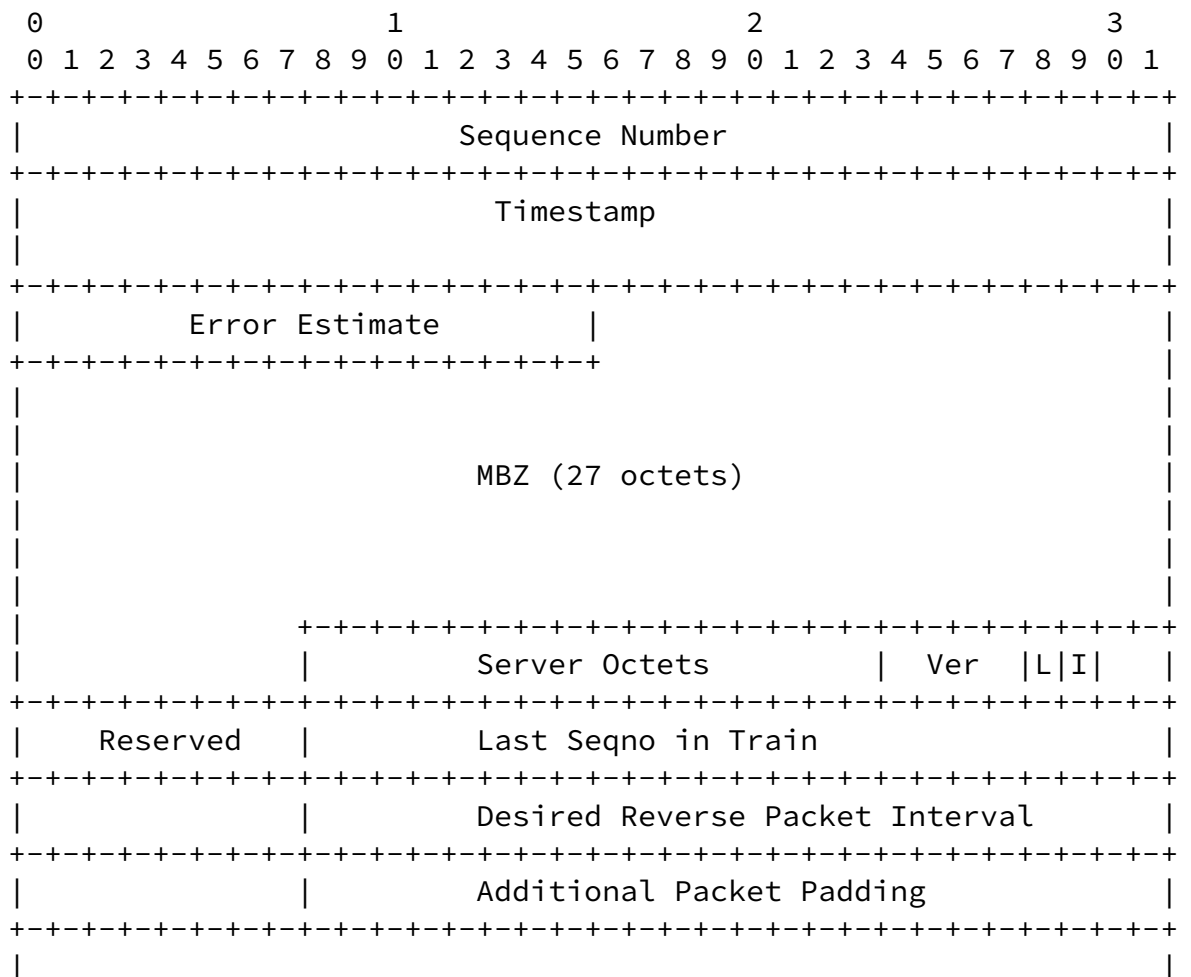 0                   1                   2                   3
0 1 2 3 4 5 6 7 8 9 0 1 2 3 4 5 6 7 8 9 0 1 2 3 4 5 6 7 8 9 0 1
+-+-+-+-+-+-+-+-+-+-+-+-+-+-+-+-+-+-+-+-+-+-+-+-+-+-+-+-+-+-+-+-+
|                        Sequence Number                        |
+-+-+-+-+-+-+-+-+-+-+-+-+-+-+-+-+-+-+-+-+-+-+-+-+-+-+-+-+-+-+-+-+
|                          Timestamp                            |
|                                                               |
+-+-+-+-+-+-+-+-+-+-+-+-+-+-+-+-+-+-+-+-+-+-+-+-+-+-+-+-+-+-+-+-+
|         Error Estimate        |                               |
+-+-+-+-+-+-+-+-+-+-+-+-+-+-+-+-+                               |
|                                                               |
|                                                               |
|                         MBZ (27 octets)                       |
|                                                               |
|                                                               |
|                                                               |
|               +-+-+-+-+-+-+-+-+-+-+-+-+-+-+-+-+-+-+-+-+-+-+-+-+
|               |         Server Octets         |  Ver  |L|I|   |
+-+-+-+-+-+-+-+-+-+-+-+-+-+-+-+-+-+-+-+-+-+-+-+-+-+-+-+-+-+-+-+-+
|    Reserved   |         Last Seqno in Train                   |
+-+-+-+-+-+-+-+-+-+-+-+-+-+-+-+-+-+-+-+-+-+-+-+-+-+-+-+-+-+-+-+-+
|               |         Desired Reverse Packet Interval       |
+-+-+-+-+-+-+-+-+-+-+-+-+-+-+-+-+-+-+-+-+-+-+-+-+-+-+-+-+-+-+-+-+
|               |         Additional Packet Padding             |
+-+-+-+-+-+-+-+-+-+-+-+-+-+-+-+-+-+-+-+-+-+-+-+-+-+-+-+-+-+-+-+-+
|                                                               |